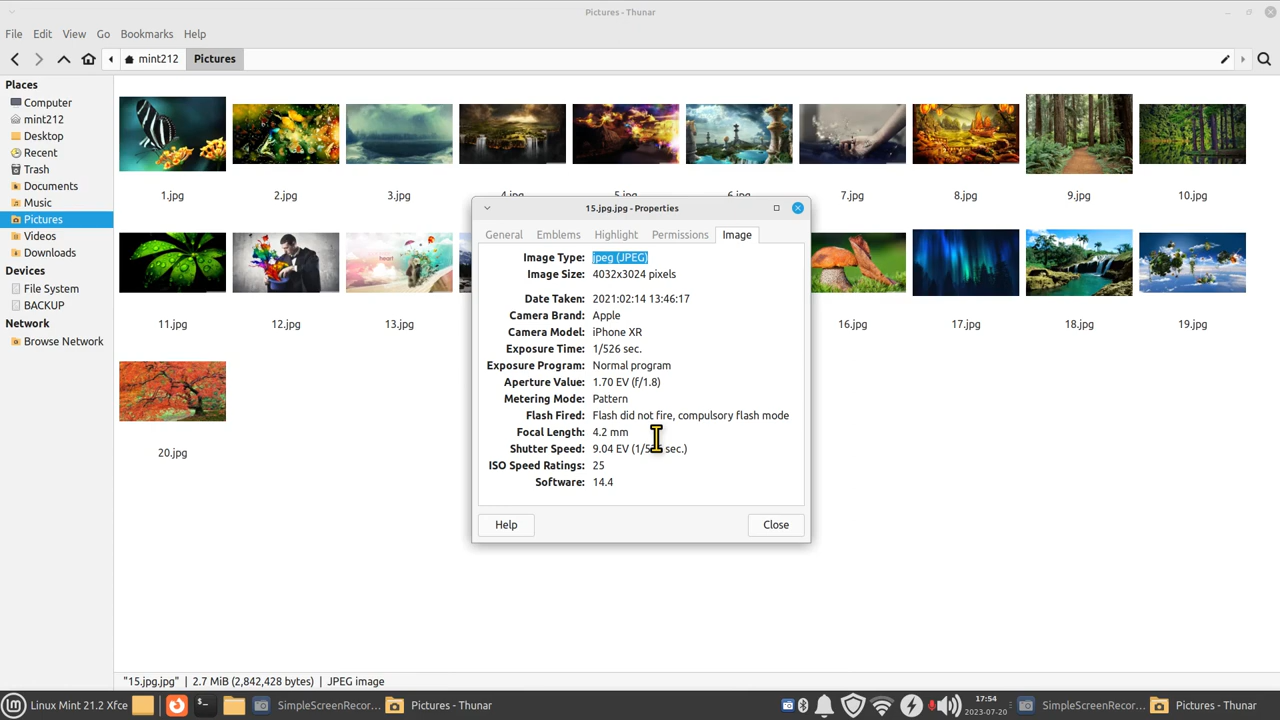 Pictures - Thunar
File Edit View Go Bookmarks Help
mint212 Pictures
Places
Computer
mint212
Desktop
Recent
Trash
Documents
Music
Pictures
Videos
Downloads
Devices
File System
BACKUP
Network
Browse Network
1.jpg 2.jpg 3.jpg 4.jpg 5.jpg 6.jpg 7.jpg 8.jpg 9.jpg 10.jpg
heart
11.jpg 12.jpg 13.jpg 16.jpg 17.jpg 18.jpg 19.jpg
20.jpg
15.jpg.jpg - Properties
General Emblems Highlight Permissions Image
Image Type: jpeg (JPEG)
Image Size: 4032x3024 pixels
Date Taken: 2021:02:14 13:46:17
Camera Brand: Apple
Camera Model: iPhone XR
Exposure Time: 1/526 sec.
Exposure Program: Normal program
Aperture Value: 1.70 EV (f/1.8)
Metering Mode: Pattern
Flash Fired: Flash did not fire, compulsory flash mode
Focal Length: 4.2 mm
Shutter Speed: 9.04 EV sec.)
ISO Speed Ratings: 25
Software: 14.4
Help Close
"15.jpg.jpg" | 2.7 MiB (2,842,428 bytes) | JPEG image
Linux Mint 21.2 Xfce SimpleScreenRecor... Pictures - Thunar 17:54 SimpleScreenRecor... Pictures - Thunar
2023-07-20